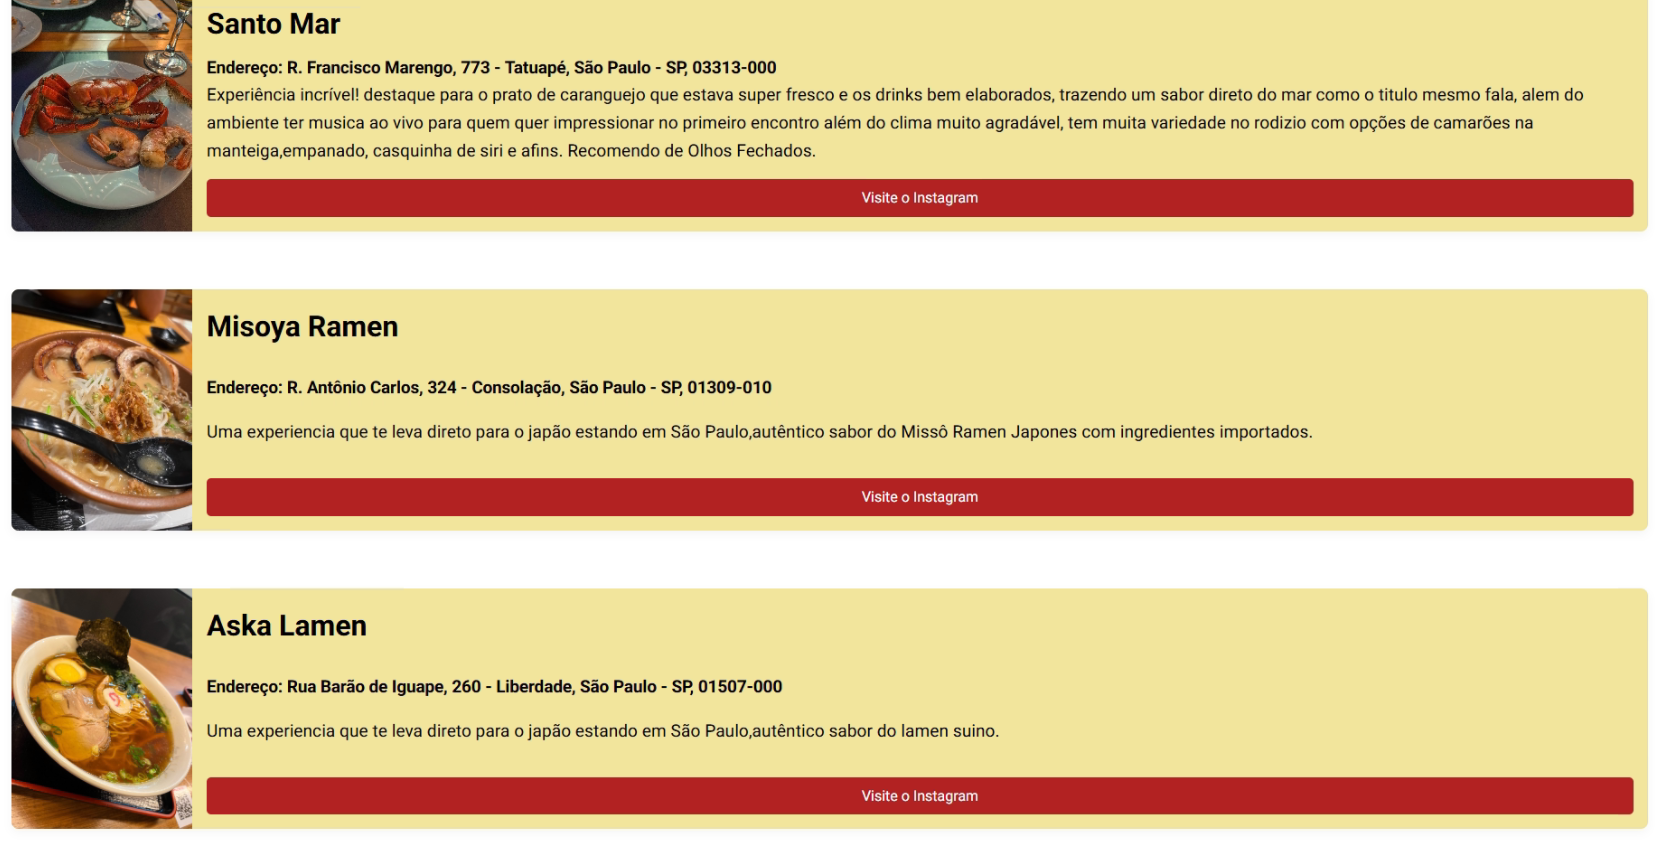 Santo Mar
Endereço: R. Francisco Marengo, 773 - Tatuapé, São Paulo - SP, 03313-000
Experiência incrível! destaque para o prato de caranguejo que estava super fresco e os drinks bem elaborados, trazendo um sabor direto do mar como o titulo mesmo fala, alem do
ambiente ter musica ao vivo para quem quer impressionar no primeiro encontro além do clima muito agradável, tem muita variedade no rodizio com opções de camarões na
manteiga,empanado, casquinha de siri e afins. Recomendo de Olhos Fechados.
Visite o Instagram
Misoya Ramen
Endereço: R. Antônio Carlos, 324 - Consolação, São Paulo - SP, 01309-010
Uma experiencia que te leva direto para o japão estando em São Paulo,autêntico sabor do Missô Ramen Japones com ingredientes importados.
Visite o Instagram
Aska Lamen
Endereço: Rua Barão de Iguape, 260 - Liberdade, São Paulo - SP, 01507-000
Uma experiencia que te leva direto para o japão estando em São Paulo,autêntico sabor do lamen suino.
Visite o Instagram